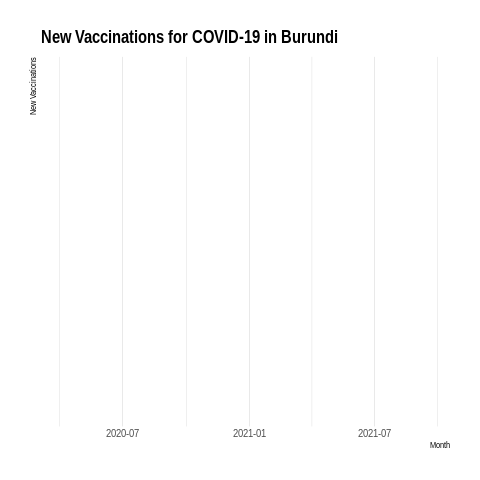 New Vaccinations for COVID-19 in Burundi
New Vaccinations
2020-07
2021-01
2021-07
Month